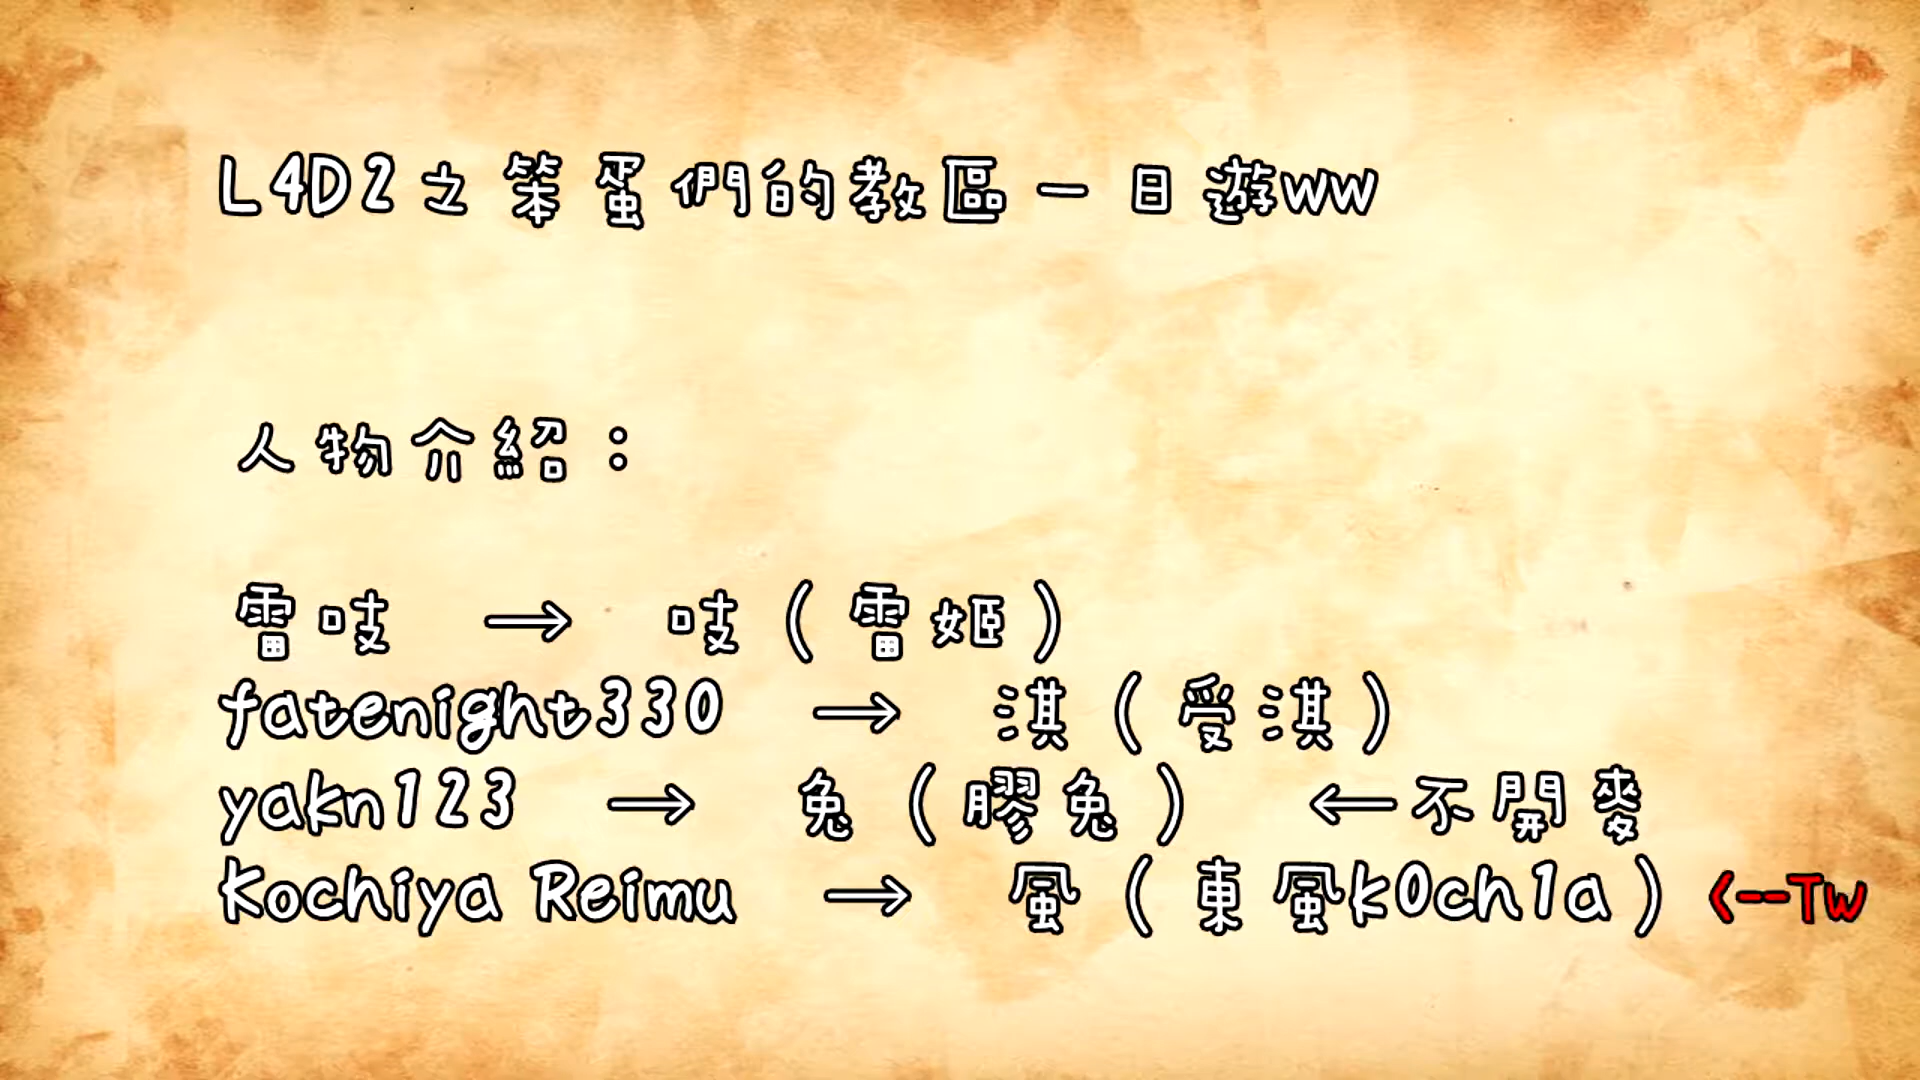 L4D2之笨蛋們的教區一日遊ww
人物介紹：
雷吱 → 吱（雷姬）
fatenight330 → 淇（受淇）
yakn123 → 兔（膠兔） ←不開麥
Kochiya Reimu → 風（東風k0ch1a）<--Tw